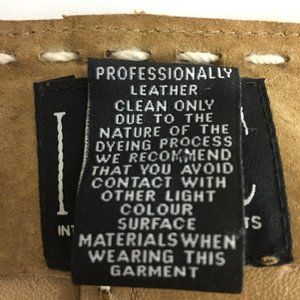 PROFESSIONALLY
LEATHER
CLEAN ONLY
DUE TO THE
NATURE OF THE
DYEING PROCESS
WE RECOMMEND
THAT YOU AVOID
CONTACT WITH
OTHER LIGHT
COLOUR
SURFACE
MATERIALS WHEN
WEARING THIS
GARMENT